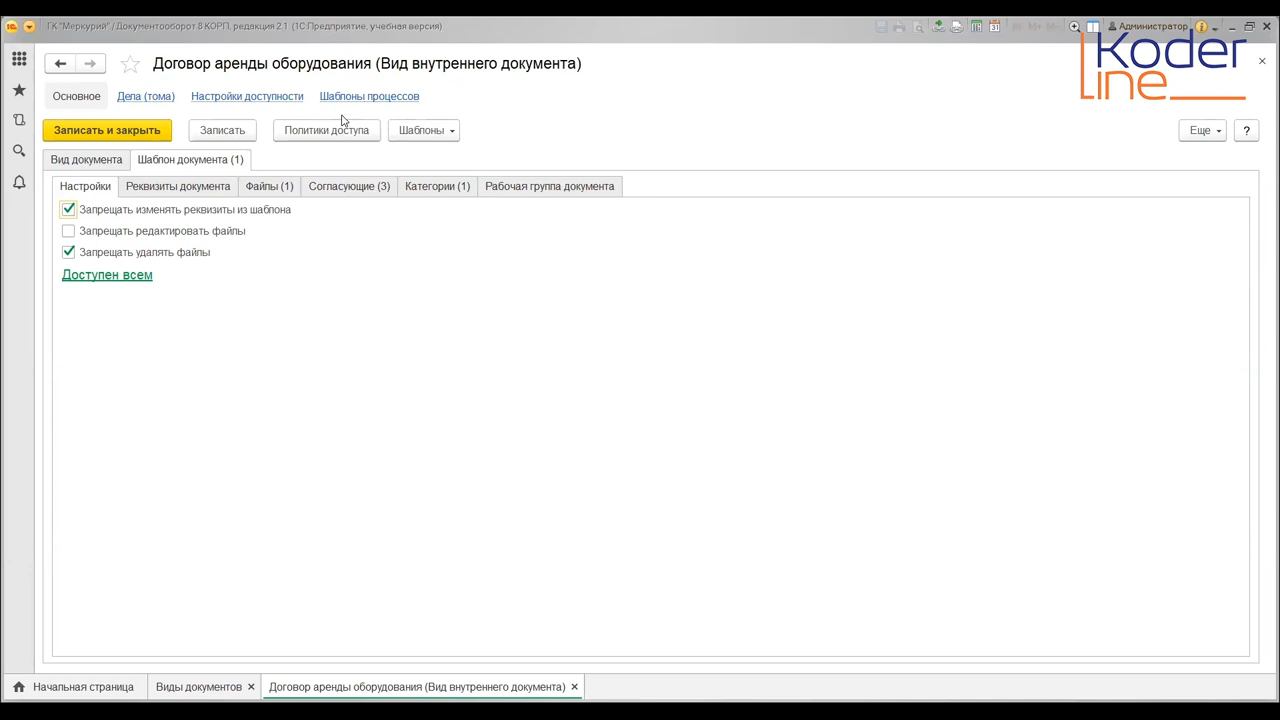 ГК "Меркурий" / Документооборот 8 КОРП, редакция 2.1 (1С:Предприятие, учебная версия)
M M+ M-
Администратор
Koder
line
Договор аренды оборудования (Вид внутреннего документа)
Основное Дела (тома) Настройки доступности Шаблоны процессов
Записать и закрыть Записать Политики доступа Шаблоны Еще ?
Вид документа Шаблон документа (1)
Настройки Реквизиты документа Файлы (1) Согласующие (3) Категории (1) Рабочая группа документа
Запрещать изменять реквизиты из шаблона
Запрещать редактировать файлы
Запрещать удалять файлы
Доступен всем
Начальная страница Виды документов Договор аренды оборудования (Вид внутреннего документа)